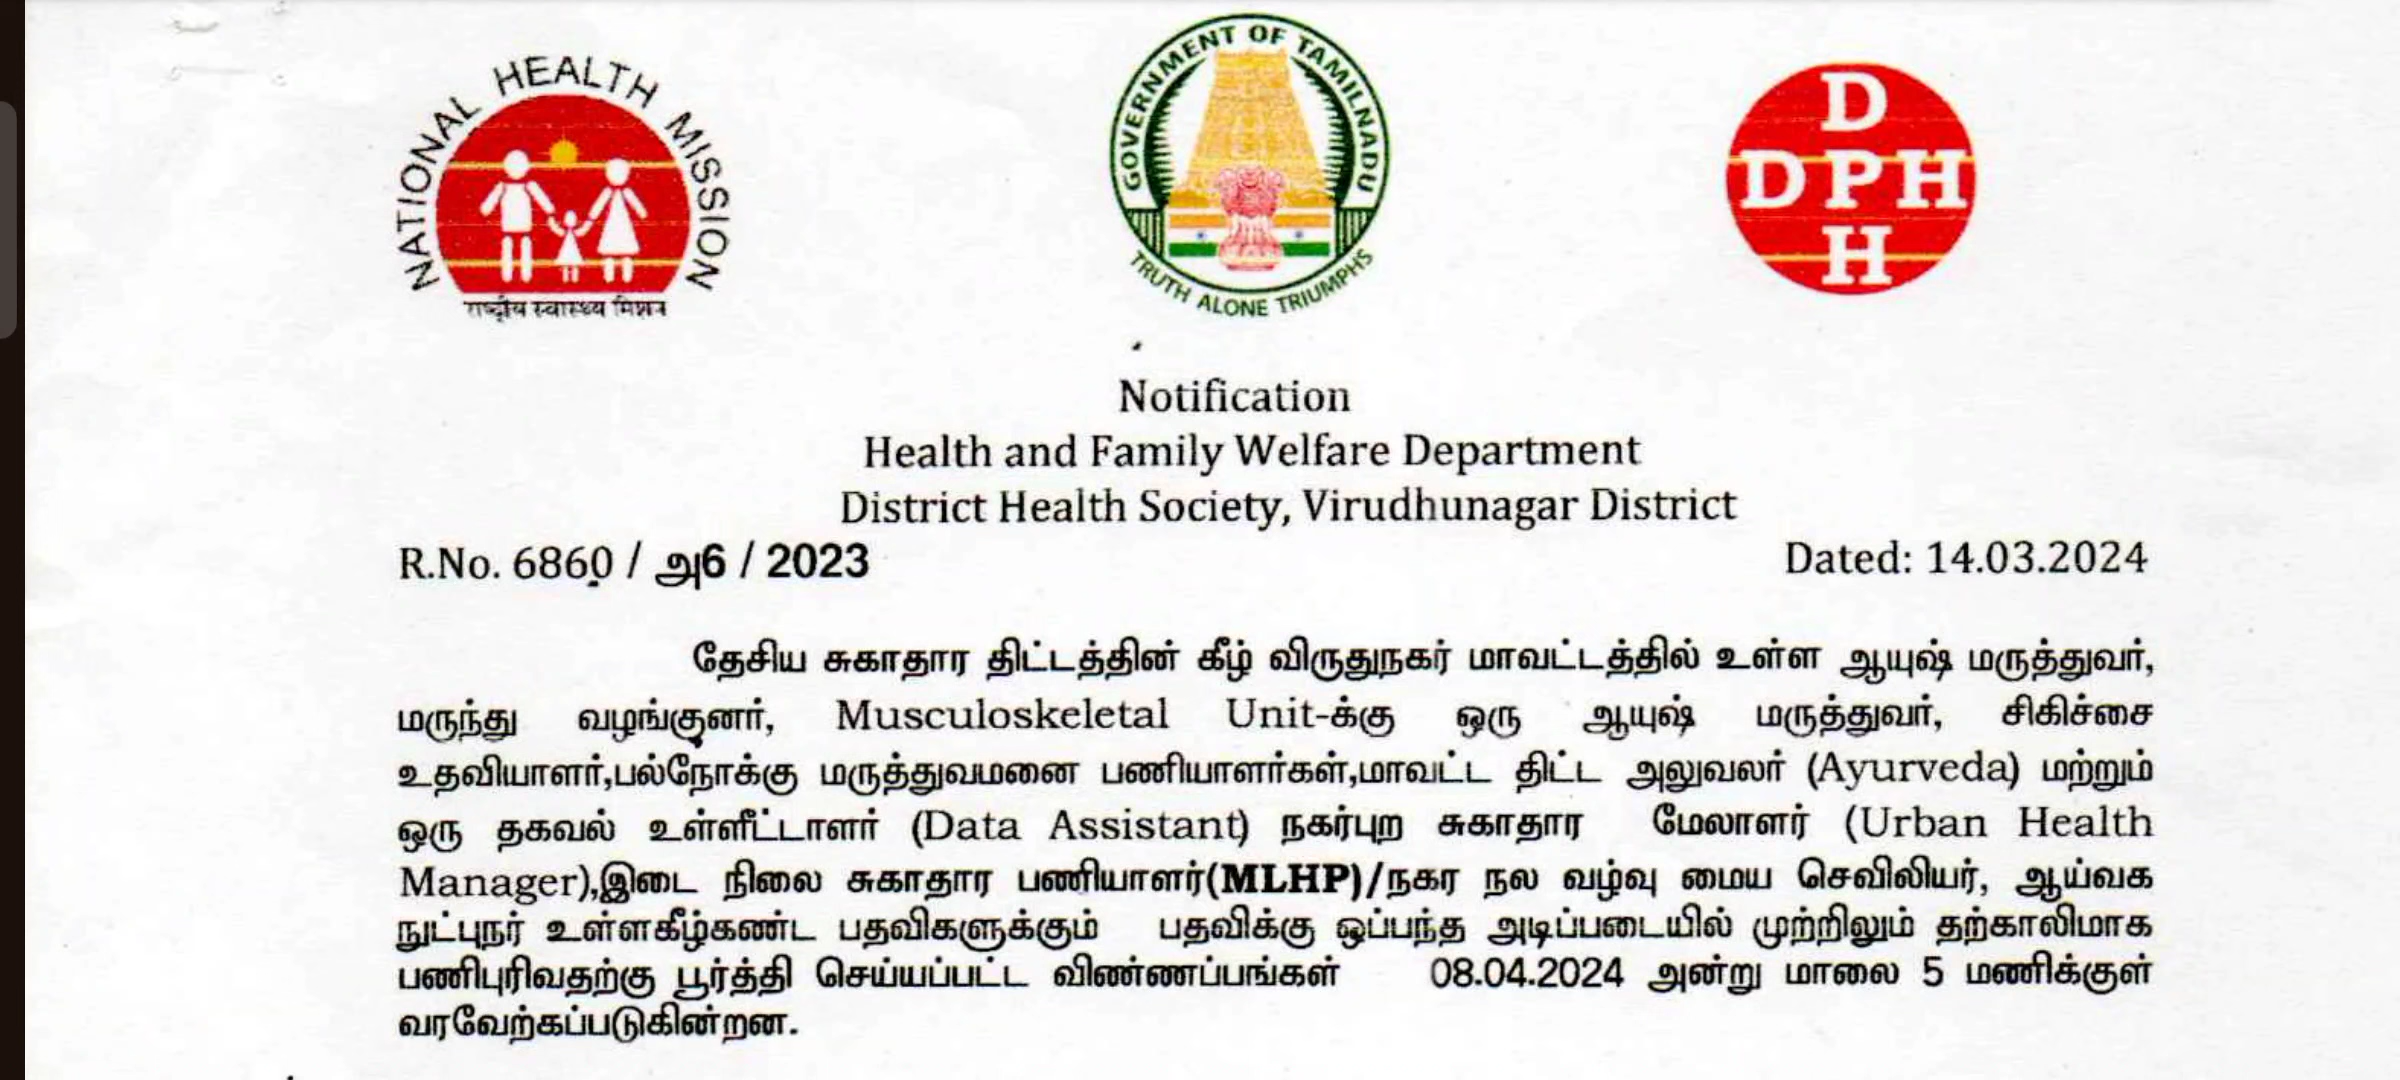 NATIONAL HEALTH MISSION
राष्ट्रीय स्वास्थ्य मिशन
GOVERNMENT OF TAMILNADU
TRUTH ALONE TRIUMPHS
D
DPH
H
Notification
Health and Family Welfare Department
District Health Society, Virudhunagar District
R.No. 6860 / அ6 / 2023 Dated: 14.03.2024
தேசிய சுகாதார திட்டத்தின் கீழ் விருதுநகர் மாவட்டத்தில் உள்ள ஆயுஷ் மருத்துவர்,
மருந்து வழங்குனர், Musculoskeletal Unit-க்கு ஒரு ஆயுஷ் மருத்துவர், சிகிச்சை
உதவியாளர்,பல்நோக்கு மருத்துவமனை பணியாளர்கள்,மாவட்ட திட்ட அலுவலர் (Ayurveda) மற்றும்
ஒரு தகவல் உள்ளீட்டாளர் (Data Assistant) நகர்புற சுகாதார மேலாளர் (Urban Health
Manager),இடை நிலை சுகாதார பணியாளர்(MLHP)/நகர நல வழ்வு மைய செவிலியர், ஆய்வக
நுட்புநர் உள்ளகீழ்கண்ட பதவிகளுக்கும் பதவிக்கு ஒப்பந்த அடிப்படையில் முற்றிலும் தற்காலிமாக
பணிபுரிவதற்கு பூர்த்தி செய்யப்பட்ட விண்ணப்பங்கள் 08.04.2024 அன்று மாலை 5 மணிக்குள்
வரவேற்கப்படுகின்றன.